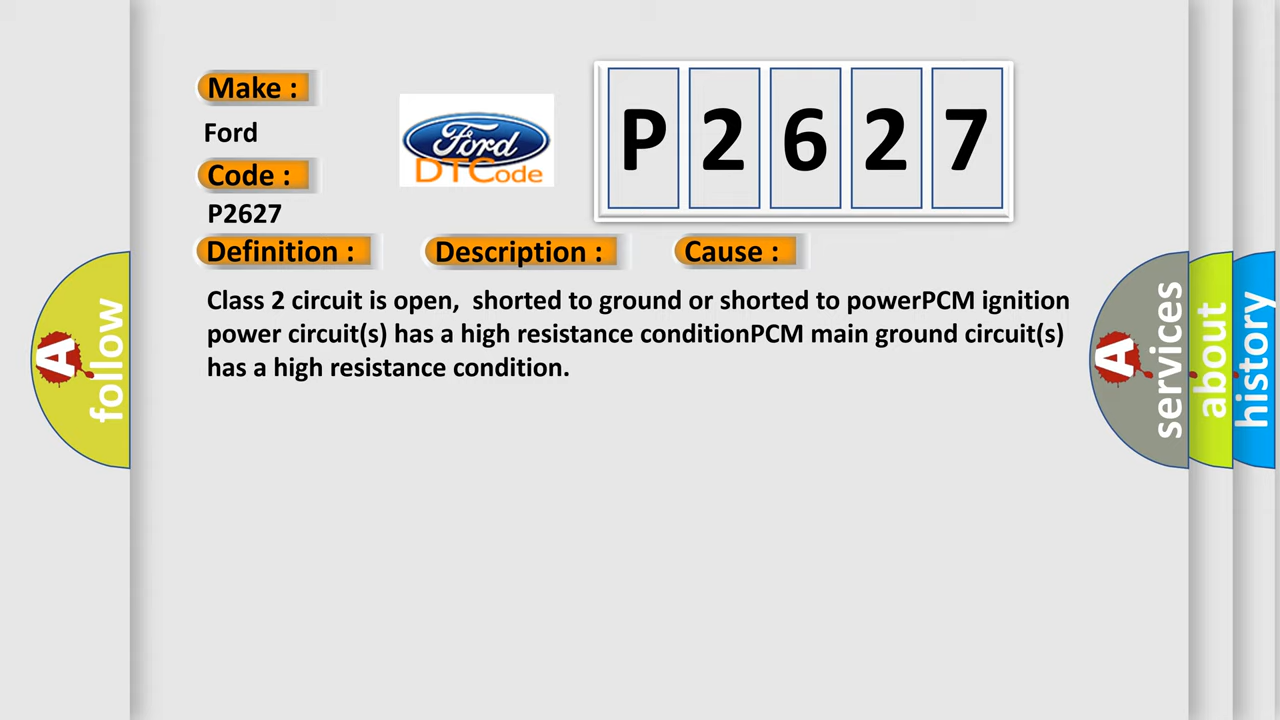 Make :
Ford
Code :
P2627
Ford
DTCode
P 2 6 2 7
Definition :
Description :
Cause :
Class 2 circuit is open,  shorted to ground or shorted to powerPCM ignition
power circuit(s) has a high resistance conditionPCM main ground circuit(s)
has a high resistance condition.
A
follow
A
services
about
history